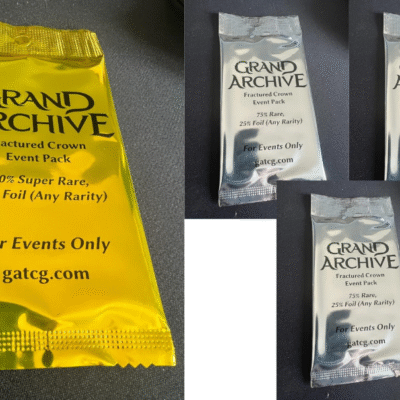 GRAND
ARCHIVE
Fractured Crown
Event Pack
0% Super Rare,
Foil (Any Rarity)
For Events Only
gatcg.com
GRAND
ARCHIVE
Fractured Crown
Event Pack
75% Rare,
25% Foil (Any Rarity)
For Events Only
gatcg.com
GRAND
ARCHIVE
Fractured Crown
Event Pack
75% Rare,
25% Foil (Any Rarity)
For Events Only
gatcg.com